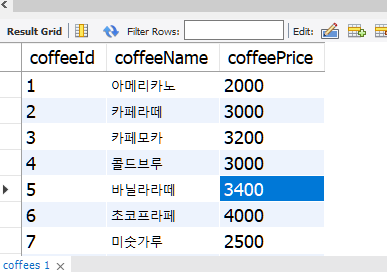 Result Grid Filter Rows: Edit:
coffeeId coffeeName coffeePrice
1 아메리카노 2000
2 카페라떼 3000
3 카페모카 3200
4 콜드브루 3000
5 바닐라라떼 3400
6 초코프라페 4000
7 미숫가루 2500
coffees 1